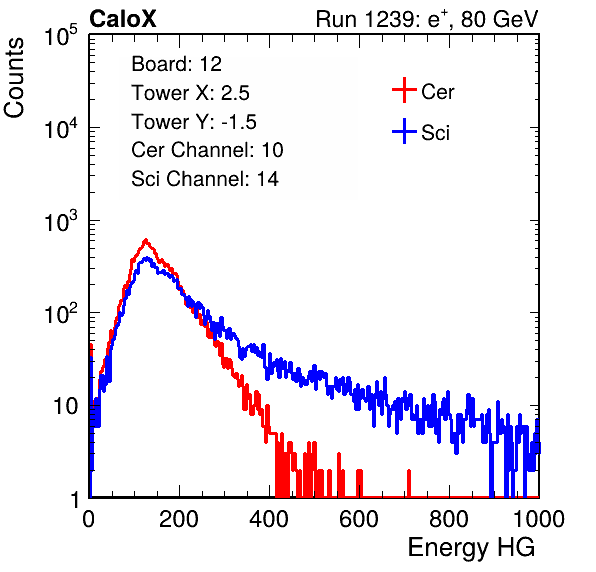 CaloX Run 1239: e⁺, 80 GeV
Counts
Board: 12
Tower X: 2.5
Tower Y: -1.5
Cer Channel: 10
Sci Channel: 14
Cer
Sci
10⁵
10⁴
10³
10²
10
1
0 200 400 600 800 1000
Energy HG